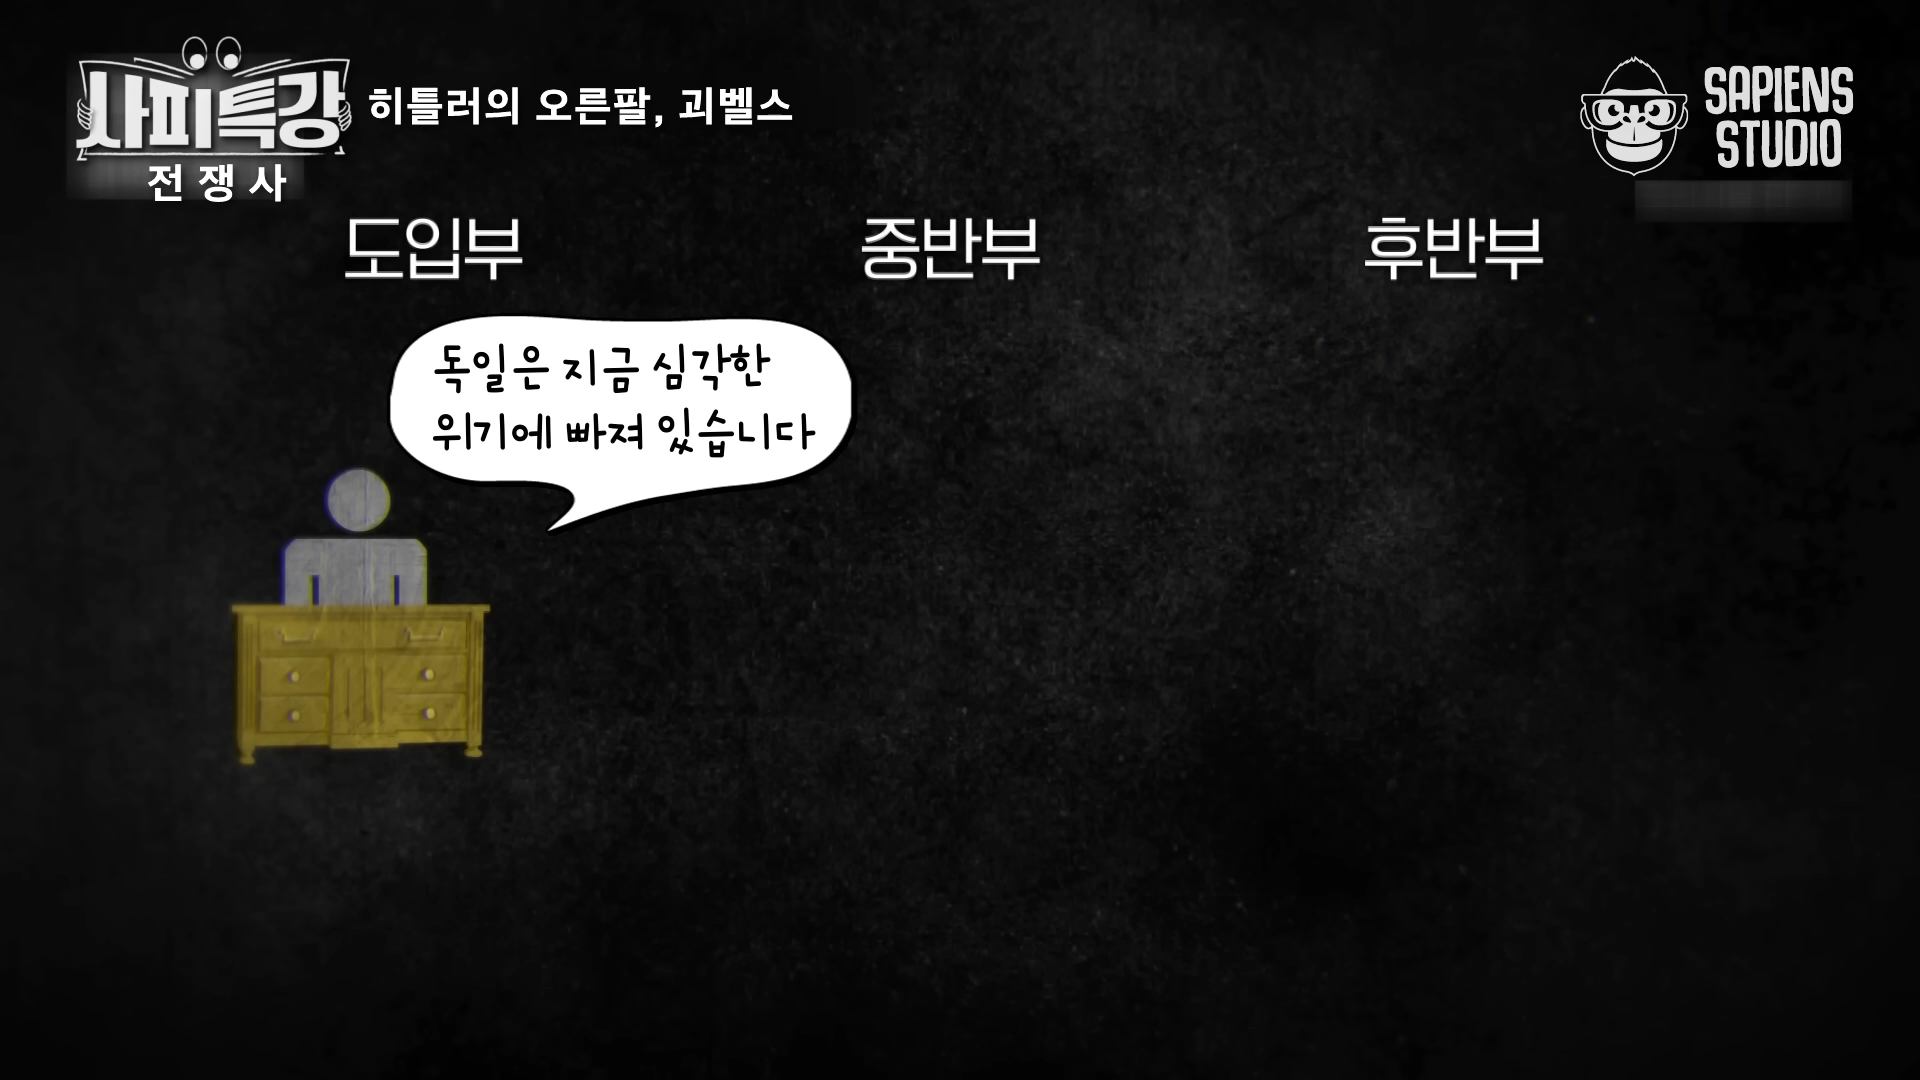 사피특강
전쟁사
히틀러의 오른팔, 괴벨스
SAPIENS
STUDIO
도입부
중반부
후반부
독일은 지금 심각한
위기에 빠져 있습니다